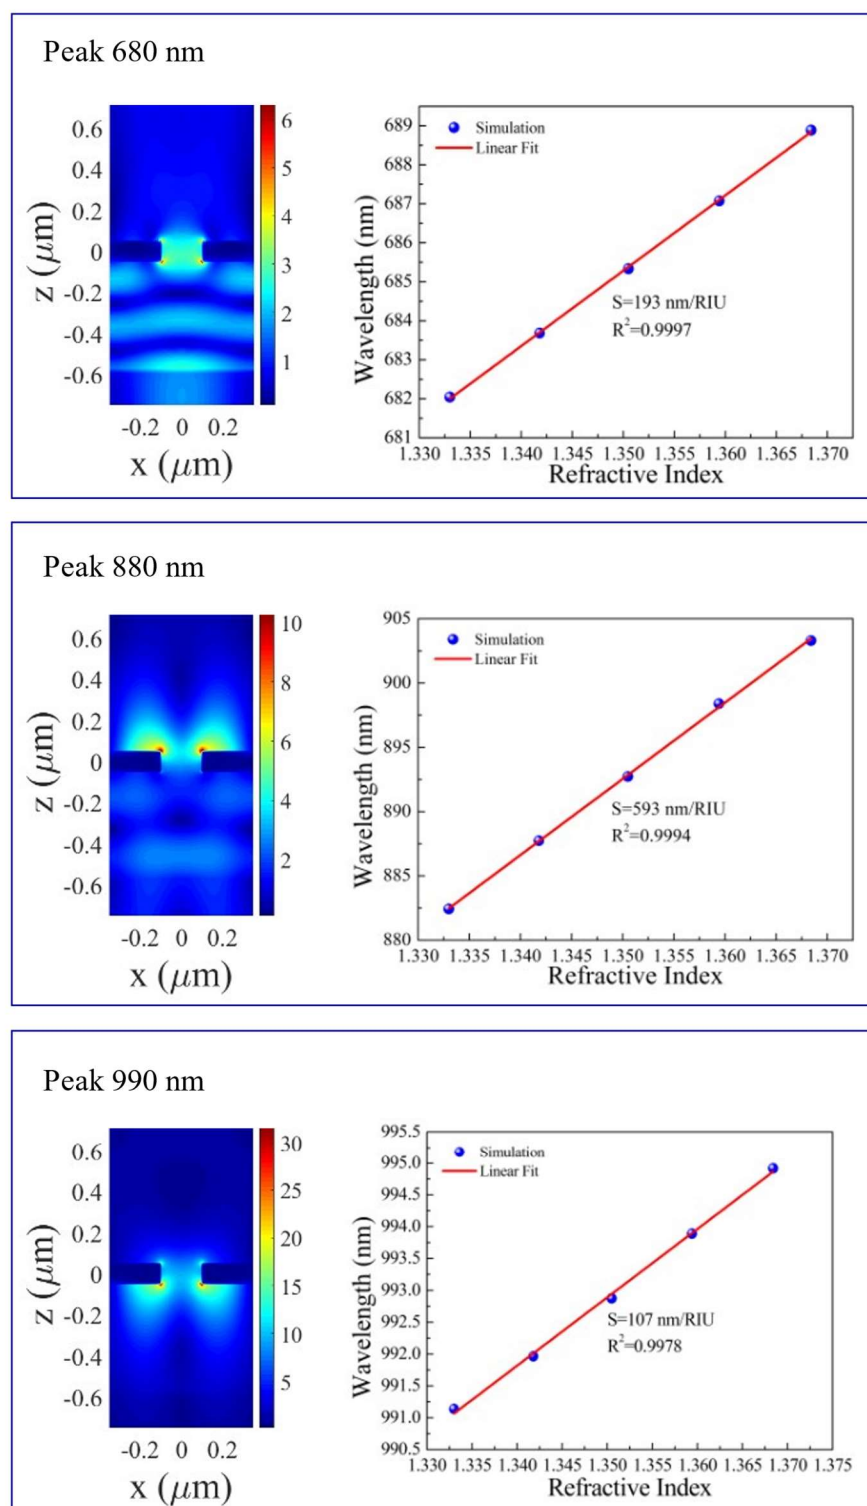 Peak 680 nm
z (μm)
0.6
0.4
0.2
0
-0.2
-0.4
-0.6
-0.2 0 0.2
x (μm)
6
5
4
3
2
1
Wavelength (nm)
689
688
687
686
685
684
683
682
681
Simulation
Linear Fit
S=193 nm/RIU
R²=0.9997
1.330 1.335 1.340 1.345 1.350 1.355 1.360 1.365 1.370
Refractive Index
Peak 880 nm
z (μm)
0.6
0.4
0.2
0
-0.2
-0.4
-0.6
-0.2 0 0.2
x (μm)
10
8
6
4
2
Wavelength (nm)
905
900
895
890
885
880
Simulation
Linear Fit
S=593 nm/RIU
R²=0.9994
1.330 1.335 1.340 1.345 1.350 1.355 1.360 1.365 1.370
Refractive Index
Peak 990 nm
z (μm)
0.6
0.4
0.2
0
-0.2
-0.4
-0.6
-0.2 0 0.2
x (μm)
30
25
20
15
10
5
Wavelength (nm)
995.5
995.0
994.5
994.0
993.5
993.0
992.5
992.0
991.5
991.0
990.5
Simulation
Linear Fit
S=107 nm/RIU
R²=0.9978
1.330 1.335 1.340 1.345 1.350 1.355 1.360 1.365 1.370 1.375
Refractive Index